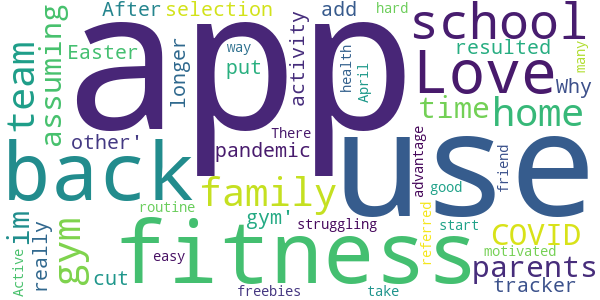 After selection add hard
assuming
app
school
Easter
longer
activity
way
health
April
resulted
many
team
put
Love
Why
other'
There
time home
pandemic
back
family
use
advantage
good
friend
routine
gym'
struggling
referred
start
COVID
im
really
gym
fitness
motivated
easy
parents
Active
cut
freebies
take
tracker